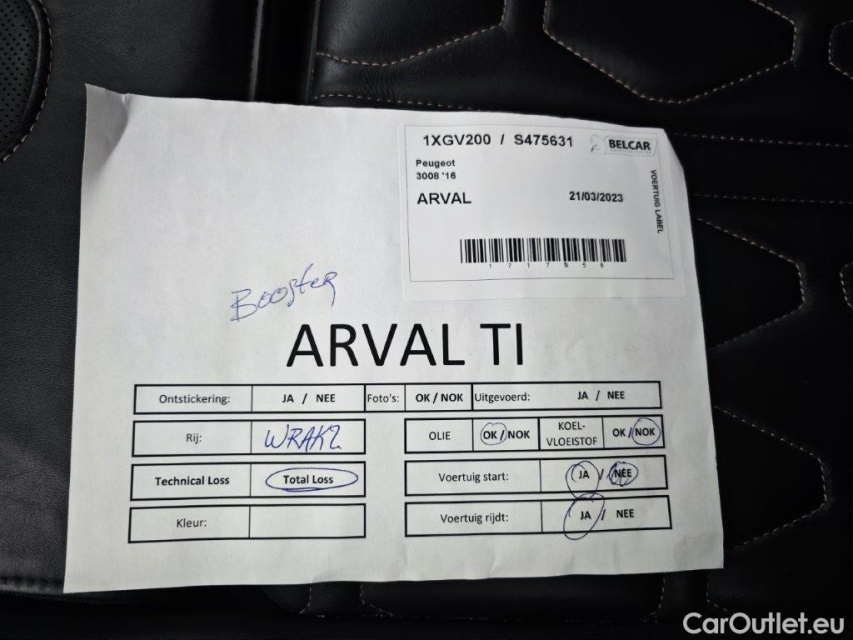 1XGV200 / S475631 BELCAR
Peugeot
3008 '16
ARVAL 21/03/2023
VOERTUIG LABEL
Booster
ARVAL TI
Ontstickering: JA / NEE Foto's: OK / NOK Uitgevoerd: JA / NEE
Rij: WRAK2 OLIE OK/NOK KOEL-
VLOEISTOF OK/NOK
Technical Loss Total Loss Voertuig start: JA / NEE
Kleur: Voertuig rijdt: JA / NEE
CarOutlet.eu